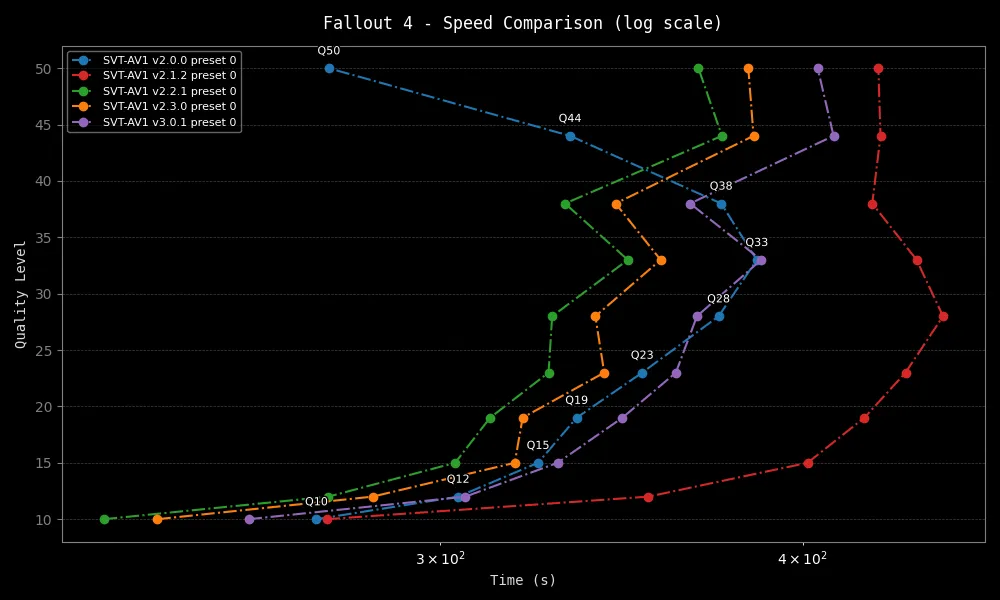 Fallout 4 - Speed Comparison (log scale)
SVT-AV1 v2.0.0 preset 0
SVT-AV1 v2.1.2 preset 0
SVT-AV1 v2.2.1 preset 0
SVT-AV1 v2.3.0 preset 0
SVT-AV1 v3.0.1 preset 0
Q50
Q44
Q38
Q33
Q28
Q23
Q19
Q15
Q12
Q10
Quality Level
50
45
40
35
30
25
20
15
10
3 × 10²
4 × 10²
Time (s)